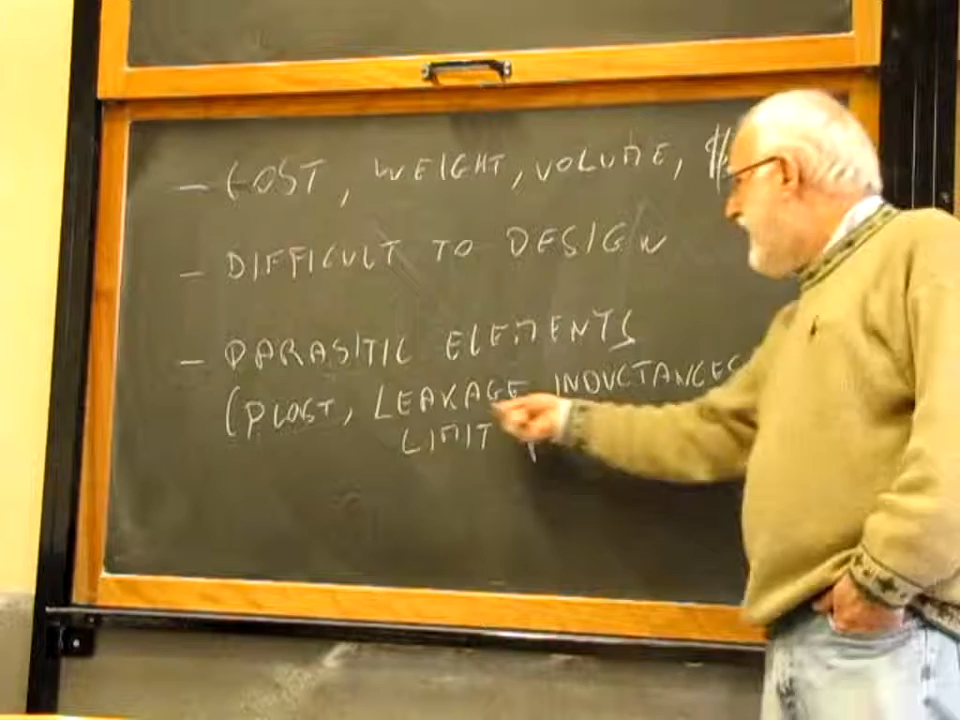 - COST, WEIGHT, VOLUME, $
- DIFFICULT TO DESIGN
- PARASITIC ELEMENTS
(PLOST, LEAKAGE INDUCTANCES
LIMIT